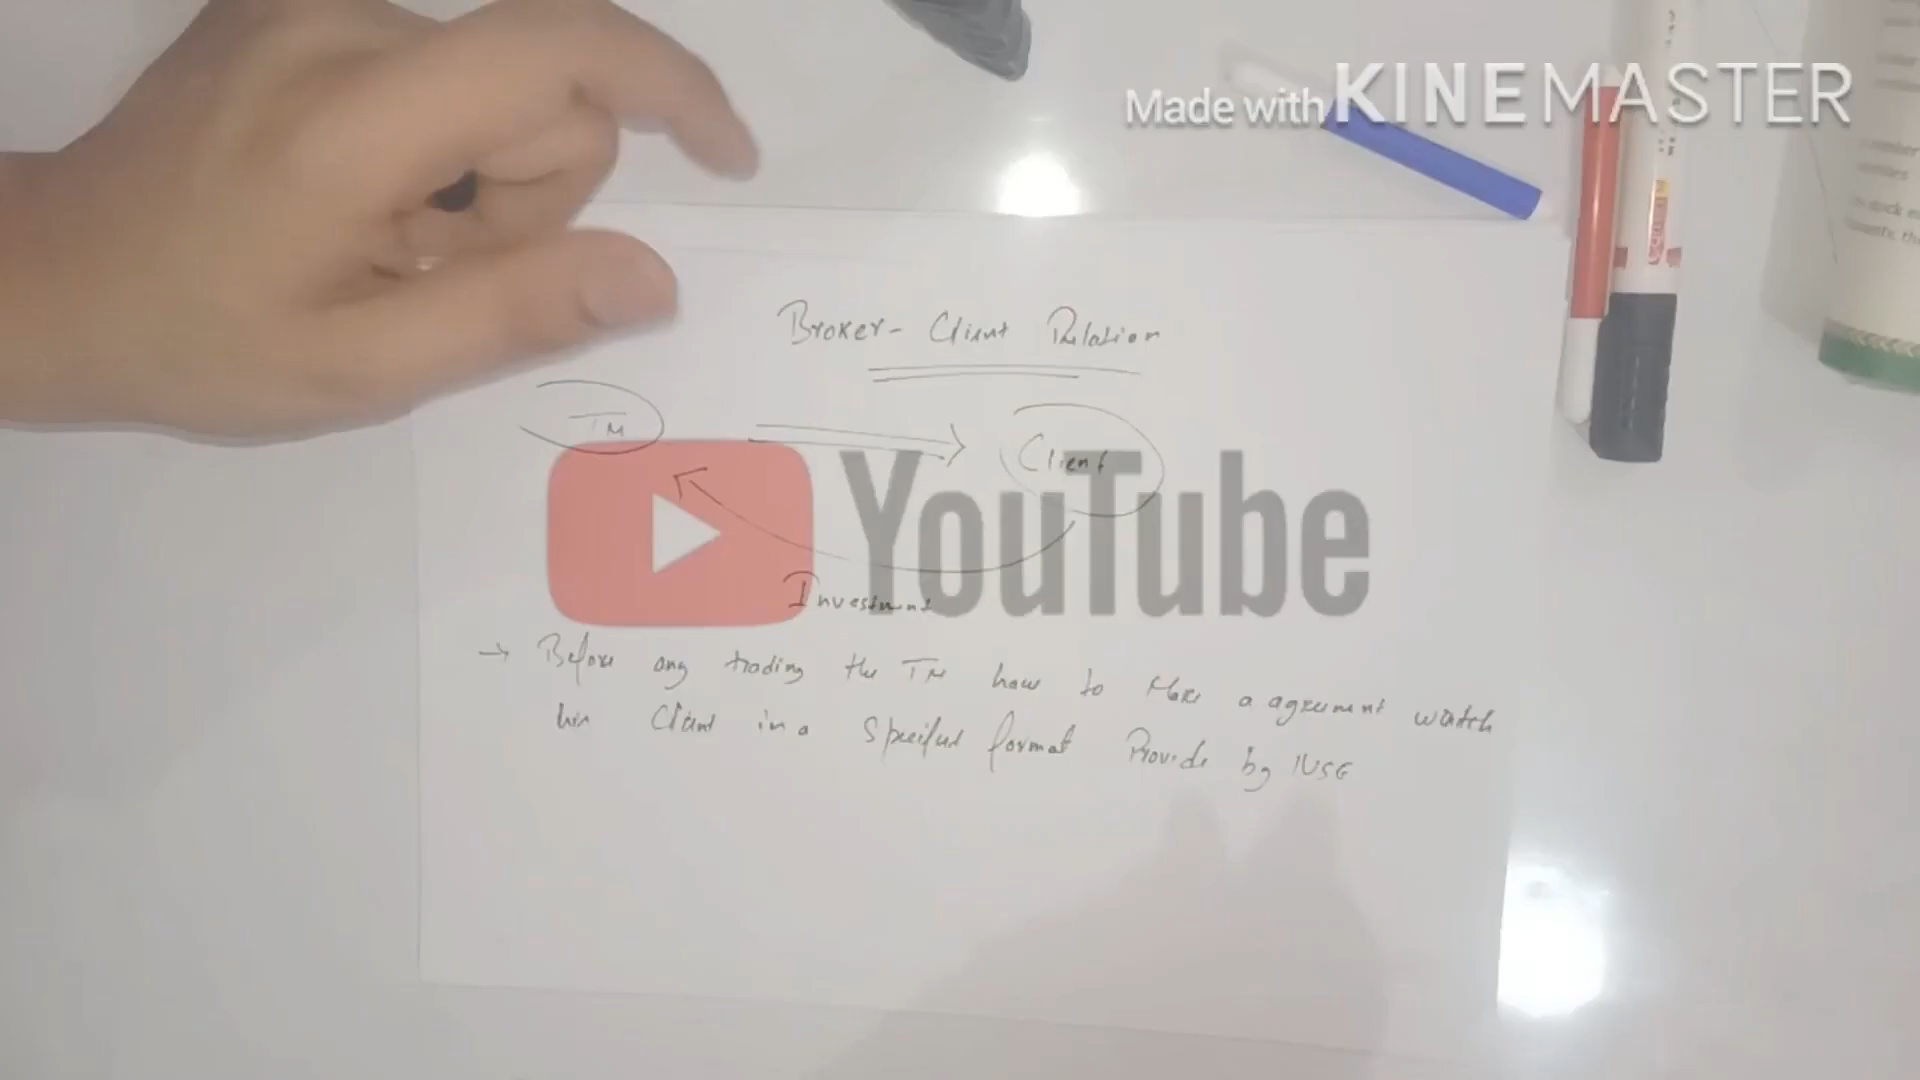 Made with KINEMASTER
Broker- Client Relation
TM
Client
YouTube
Investment
→ Before any trading the TM have to Make a agreement
his Client in a Specified format Provide by NSE